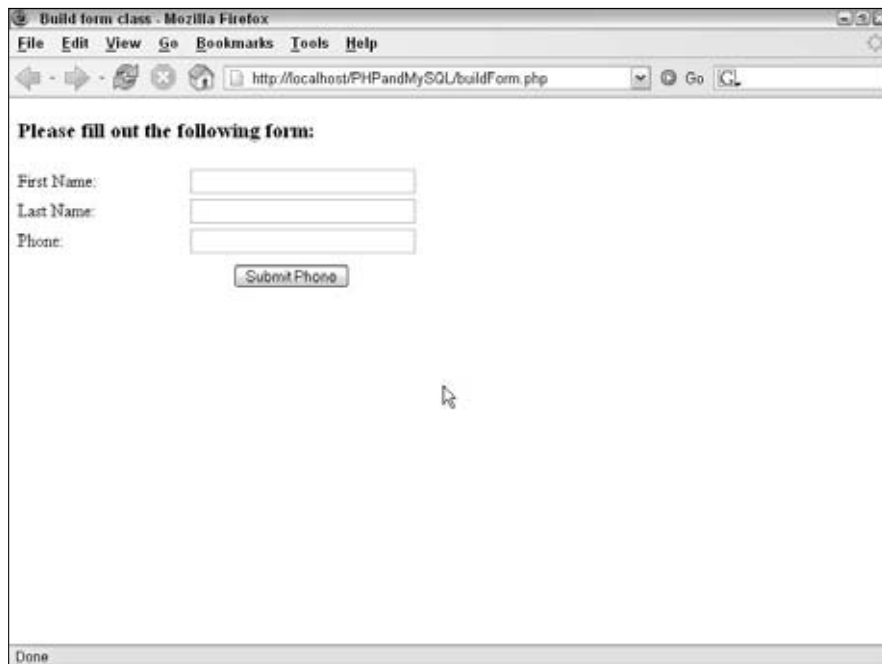 Build form class - Mozilla Firefox
File Edit View Go Bookmarks Tools Help
http://localhost/PHPandMySQL/buildForm.php Go G
Please fill out the following form:
First Name:
Last Name:
Phone:
Submit Phone
Done